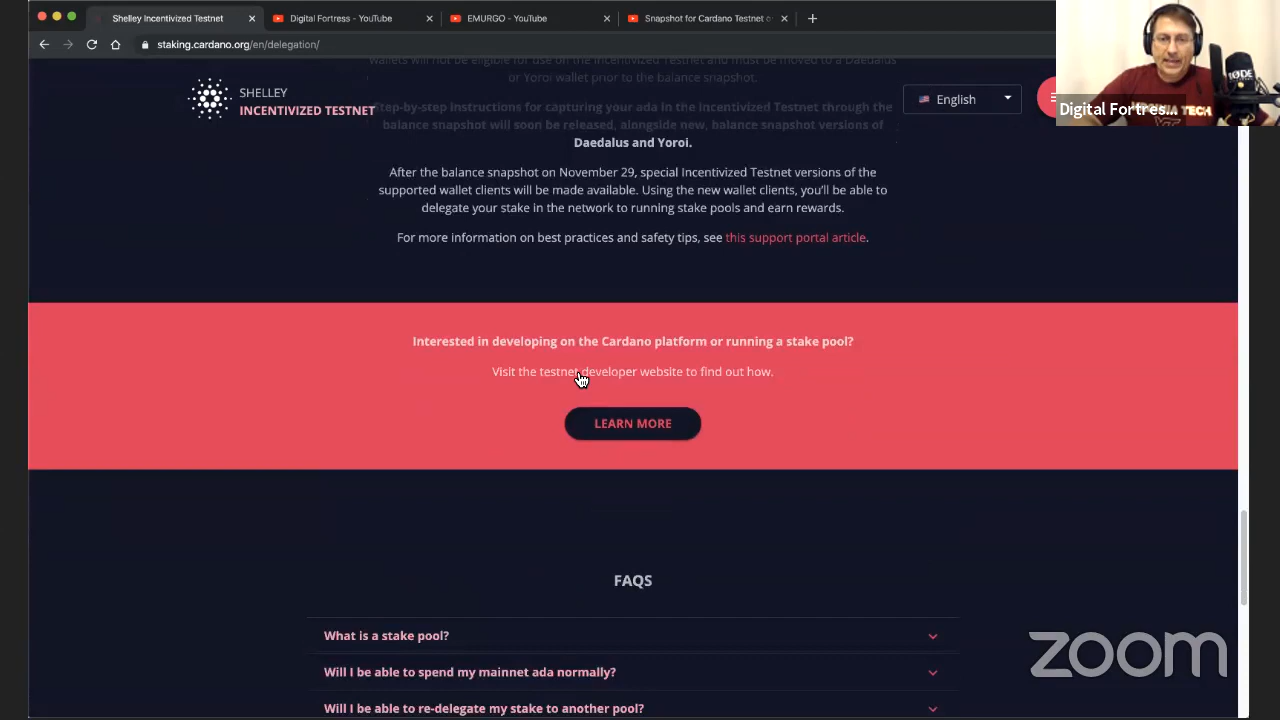 Shelley Incentivized Testnet
Digital Fortress - YouTube
EMURGO - YouTube
Snapshot for Cardano Testnet
staking.cardano.org/en/delegation/
Wallets will not be eligible for use on the Incentivized Testnet and must be moved to a Daedalus
or Yoroi wallet prior to the balance snapshot.
SHELLEY
INCENTIVIZED TESTNET
English
Step-by-step instructions for capturing your ada in the Incentivized Testnet through the
balance snapshot will soon be released, alongside new, balance snapshot versions of
Daedalus and Yoroi.
After the balance snapshot on November 29, special Incentivized Testnet versions of the
supported wallet clients will be made available. Using the new wallet clients, you'll be able to
delegate your stake in the network to running stake pools and earn rewards.
For more information on best practices and safety tips, see this support portal article.
Interested in developing on the Cardano platform or running a stake pool?
Visit the testnet developer website to find out how.
LEARN MORE
FAQS
What is a stake pool?
Will I be able to spend my mainnet ada normally?
Will I be able to re-delegate my stake to another pool?
RØDE
TECH
Digital Fortres...
zoom